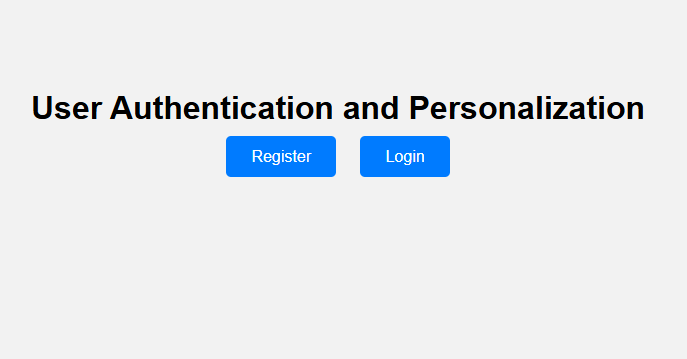 User Authentication and Personalization
Register Login